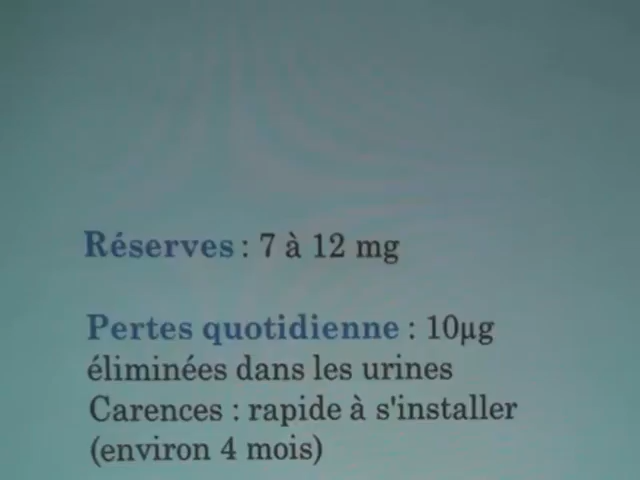 Réserves : 7 à 12 mg
Pertes quotidienne : 10µg
éliminées dans les urines
Carences : rapide à s'installer
(environ 4 mois)